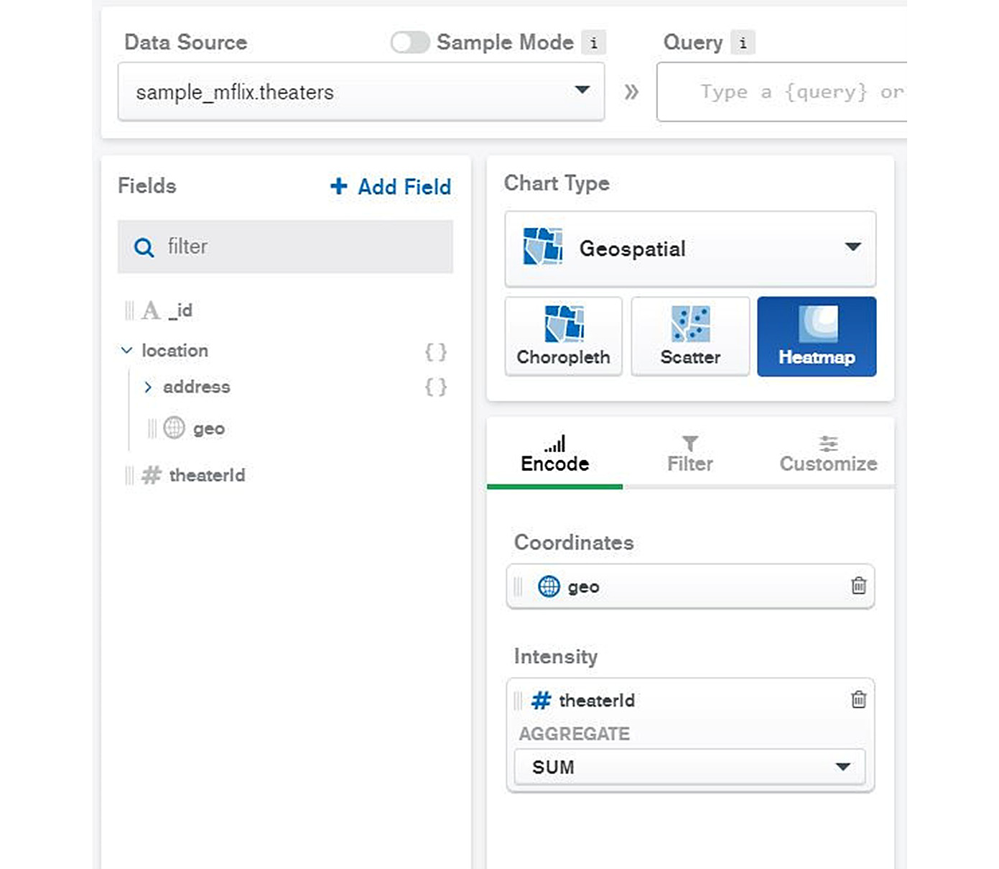 Data Source
Sample Mode i
Query i
sample_mflix.theaters
» Type a {query} or
Fields
+ Add Field
filter
A _id
location { }
address { }
geo
# theaterId
Chart Type
Geospatial
Choropleth
Scatter
Heatmap
Encode
Filter
Customize
Coordinates
geo
Intensity
# theaterId
AGGREGATE
SUM